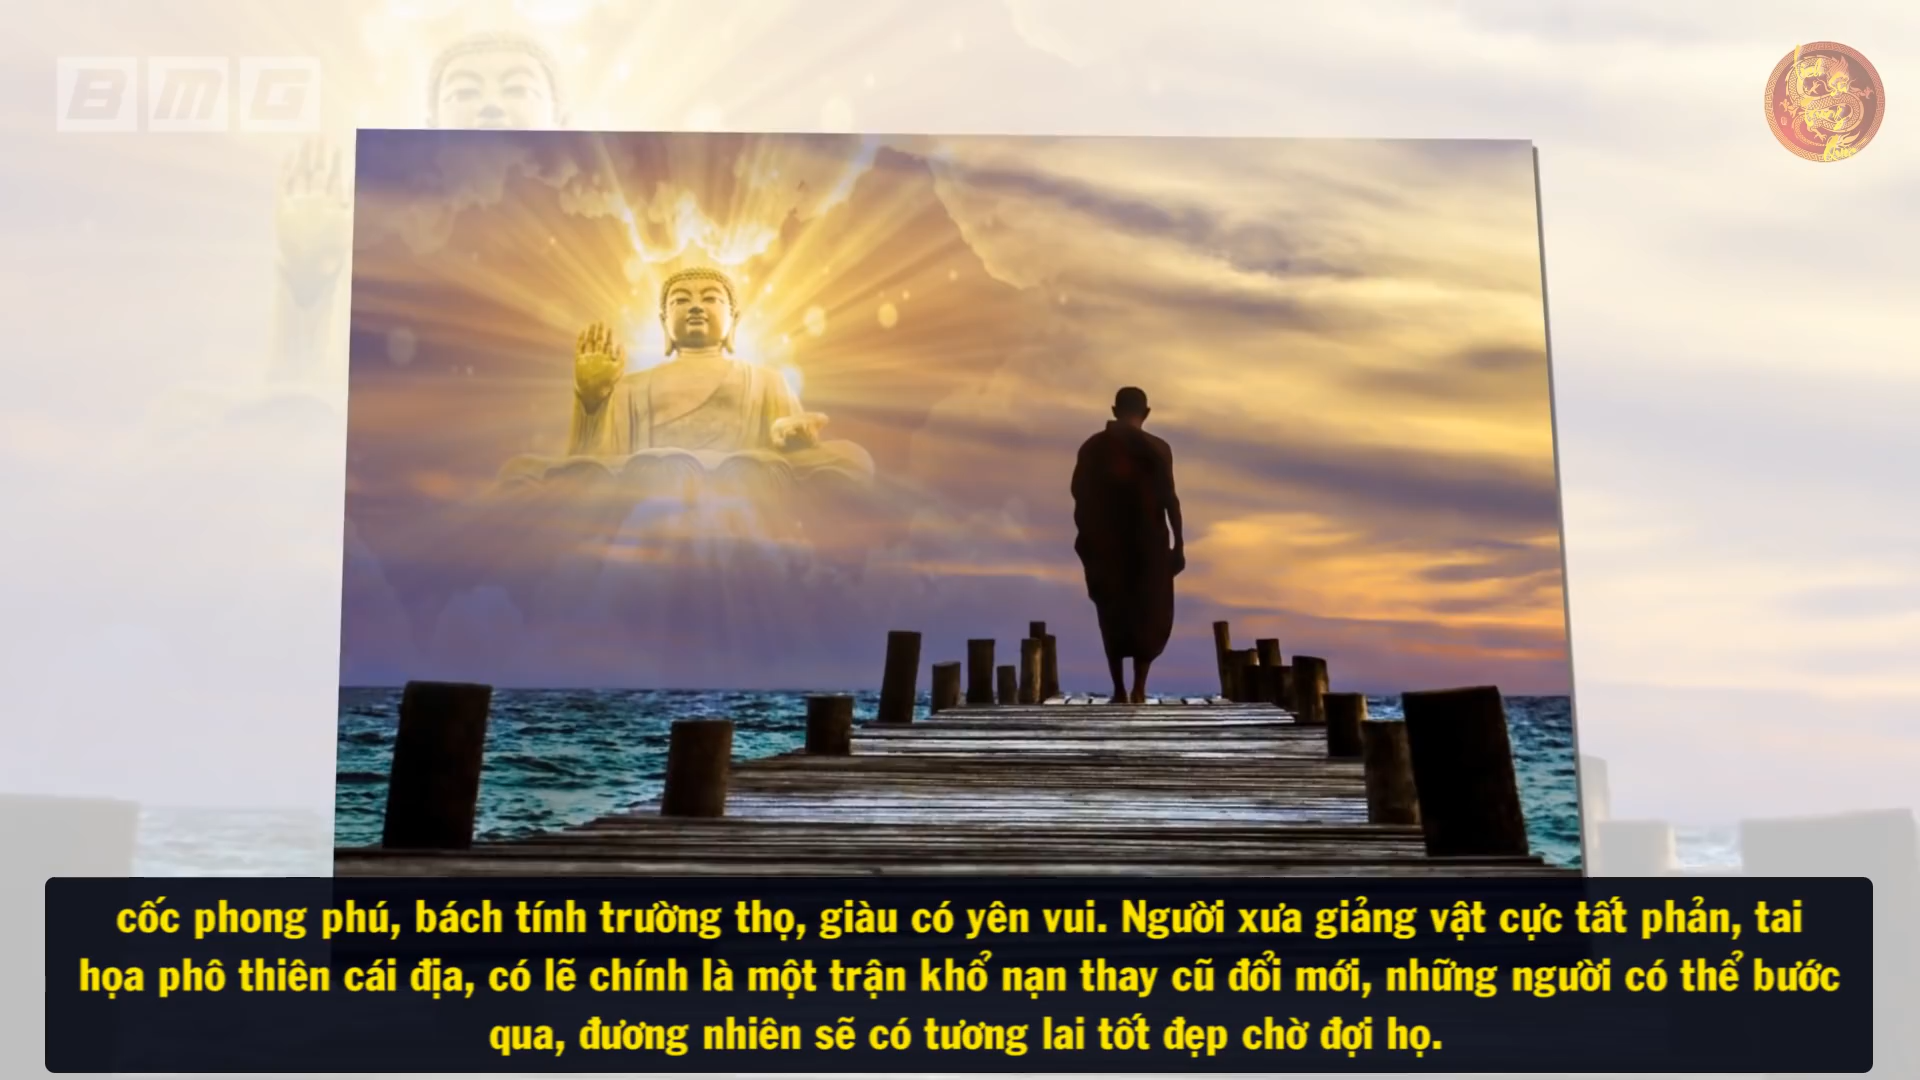 BMG
cốc phong phú, bách tính trường thọ, giàu có yên vui. Người xưa giảng vật cực tất phản, tai
họa phô thiên cái địa, có lẽ chính là một trận khổ nạn thay cũ đổi mới, những người có thể bước
qua, đương nhiên sẽ có tương lai tốt đẹp chờ đợi họ.